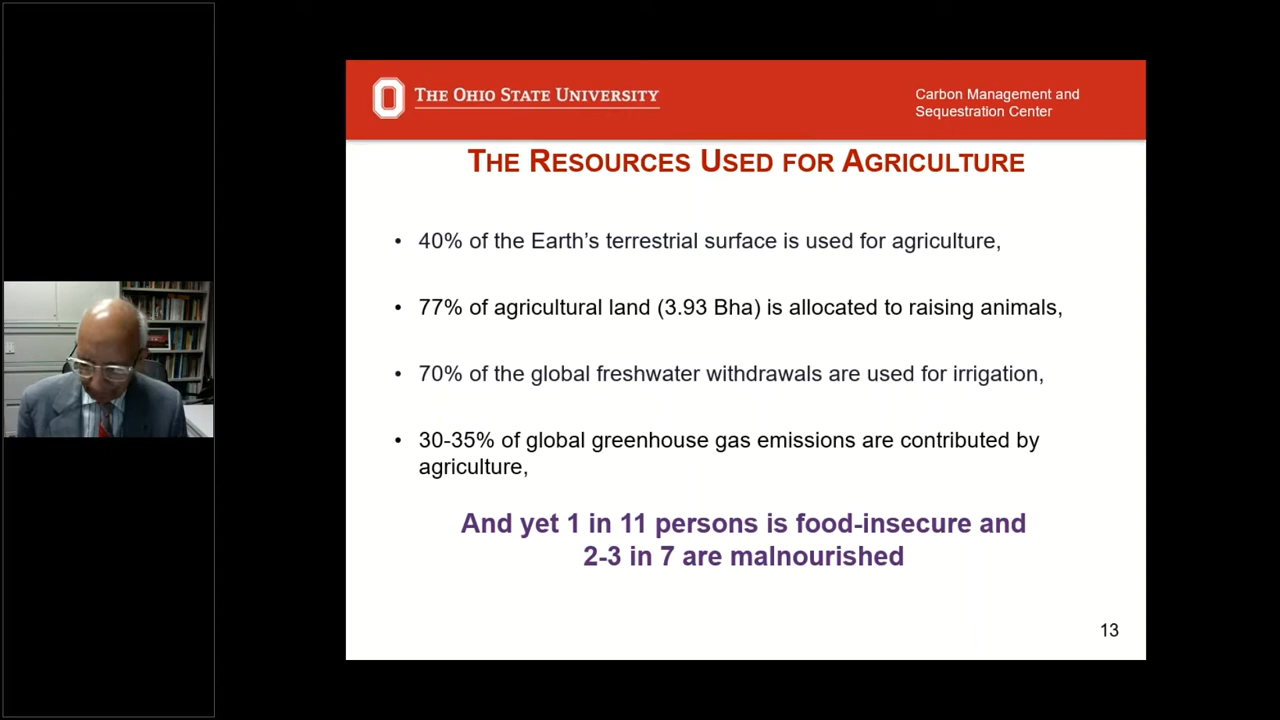 THE OHIO STATE UNIVERSITY
Carbon Management and
Sequestration Center
THE RESOURCES USED FOR AGRICULTURE
• 40% of the Earth’s terrestrial surface is used for agriculture,
• 77% of agricultural land (3.93 Bha) is allocated to raising animals,
• 70% of the global freshwater withdrawals are used for irrigation,
• 30-35% of global greenhouse gas emissions are contributed by
agriculture,
And yet 1 in 11 persons is food-insecure and
2-3 in 7 are malnourished
13